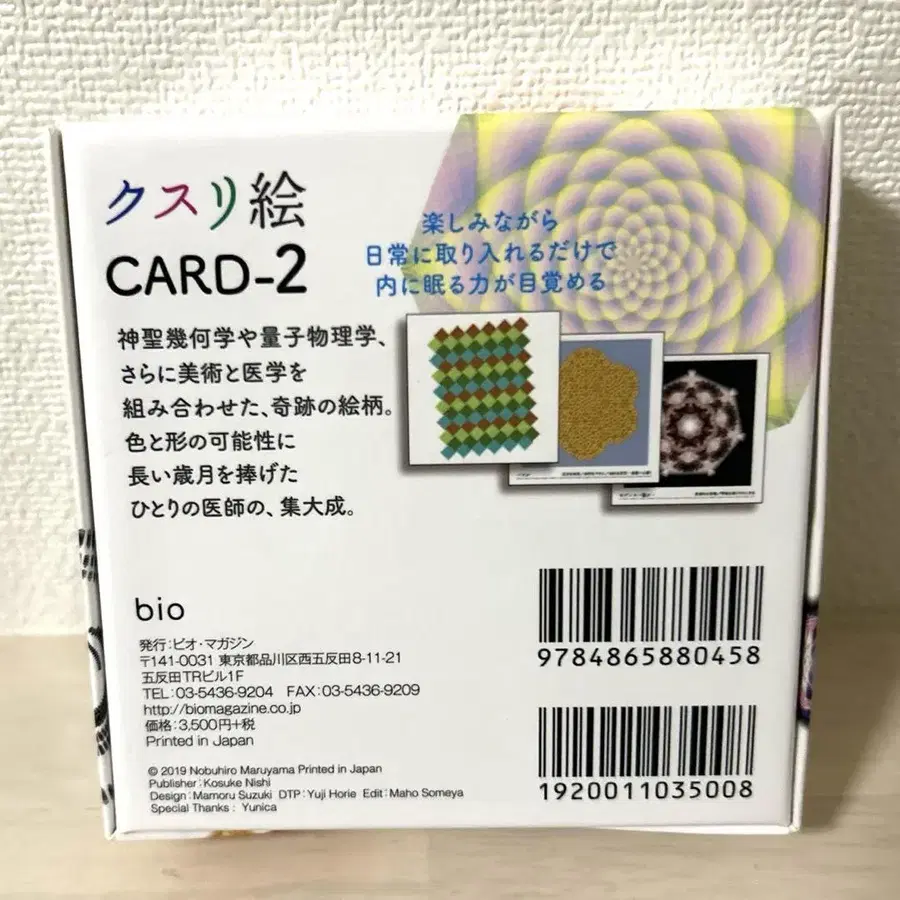 クスリ絵
CARD-2
楽しみながら
日常に取り入れるだけで
内に眠る力が目覚める
神聖幾何学や量子物理学、
さらに美術と医学を
組み合わせた、奇跡の絵柄。
色と形の可能性に
長い歳月を捧げた
ひとりの医師の、集大成。
bio
発行:ビオ・マガジン
〒141-0031 東京都品川区西五反田8-11-21
五反田TRビル1F
TEL:03-5436-9204 FAX:03-5436-9209
http://biomagazine.co.jp
価格:3,500円+税
Printed in Japan
© 2019 Nobuhiro Maruyama Printed in Japan
Publisher:Kosuke Nishi
Design:Mamoru Suzuki DTP:Yuji Horie Edit:Maho Someya
Special Thanks: Yunica
9784865880458
1920011035008